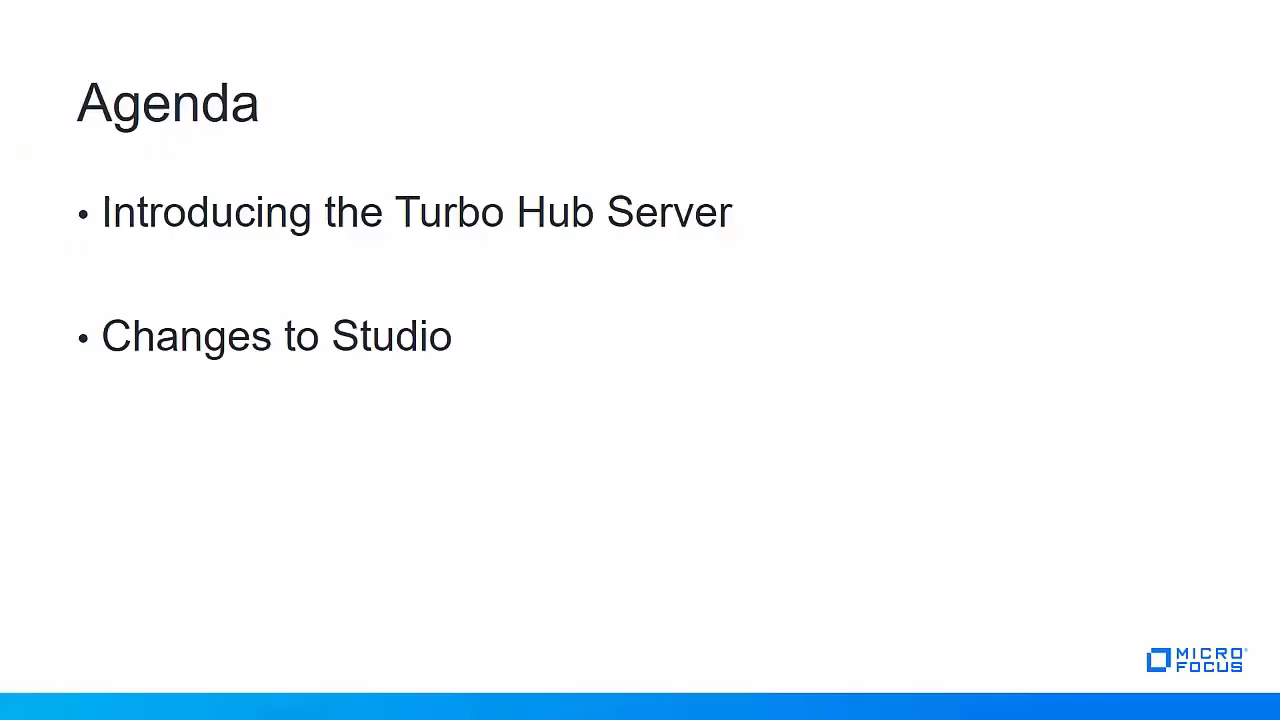 Agenda
• Introducing the Turbo Hub Server
• Changes to Studio
MICRO
FOCUS